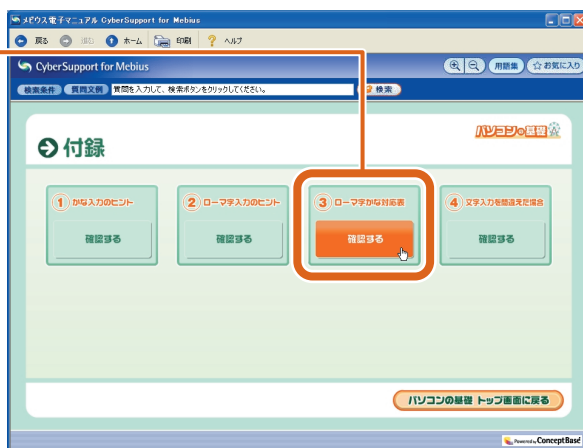 メビウス電子マニュアル CyberSupport for Mebius
戻る 進む ホーム 印刷 ヘルプ
CyberSupport for Mebius 用語集 お気に入り
検索条件 質問文例 質問を入力して、検索ボタンをクリックしてください。 検索
パソコンの基礎
付録
1 かな入力のヒント 2 ローマ字入力のヒント 3 ローマ字かな対応表 4 文字入力を間違えた場合
確認する 確認する 確認する 確認する
パソコンの基礎 トップ画面に戻る
Powered by ConceptBase